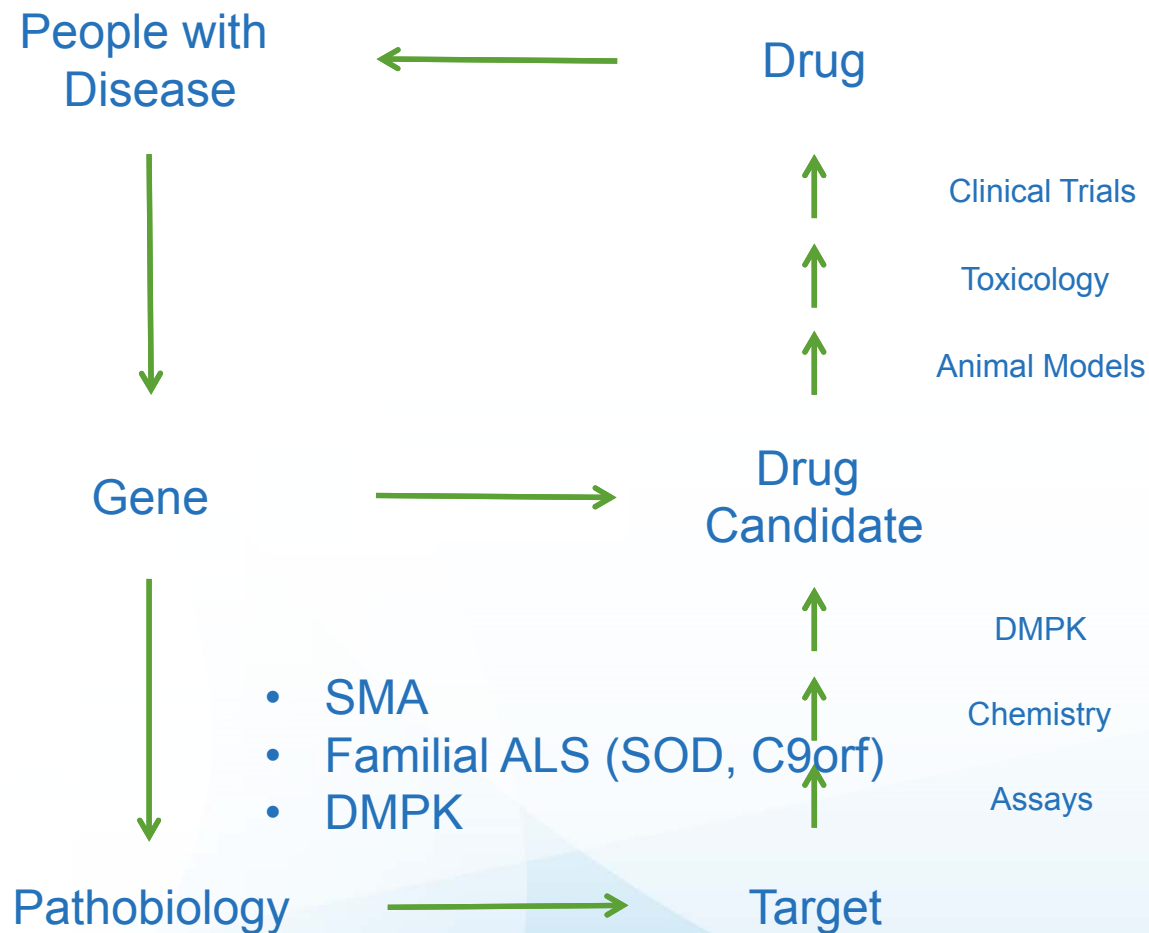 People with
Disease
Drug
Clinical Trials
Toxicology
Animal Models
Gene
Drug
Candidate
DMPK
Chemistry
Assays
• SMA
• Familial ALS (SOD, C9orf)
• DMPK
Pathobiology
Target